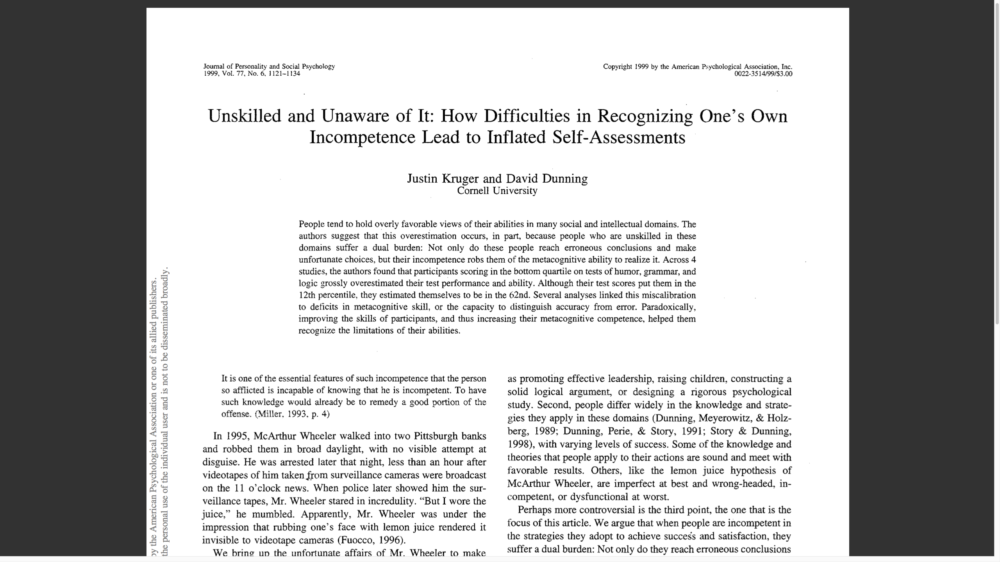 Journal of Personality and Social Psychology
1999, Vol. 77, No. 6, 1121–1134
Copyright 1999 by the American Psychological Association, Inc.
0022-3514/99/$3.00
Unskilled and Unaware of It: How Difficulties in Recognizing One's Own
Incompetence Lead to Inflated Self-Assessments
Justin Kruger and David Dunning
Cornell University
People tend to hold overly favorable views of their abilities in many social and intellectual domains. The
authors suggest that this overestimation occurs, in part, because people who are unskilled in these
domains suffer a dual burden: Not only do these people reach erroneous conclusions and make
unfortunate choices, but their incompetence robs them of the metacognitive ability to realize it. Across 4
studies, the authors found that participants scoring in the bottom quartile on tests of humor, grammar, and
logic grossly overestimated their test performance and ability. Although their test scores put them in the
12th percentile, they estimated themselves to be in the 62nd. Several analyses linked this miscalibration
to deficits in metacognitive skill, or the capacity to distinguish accuracy from error. Paradoxically,
improving the skills of participants, and thus increasing their metacognitive competence, helped them
recognize the limitations of their abilities.
It is one of the essential features of such incompetence that the person
so afflicted is incapable of knowing that he is incompetent. To have
such knowledge would already be to remedy a good portion of the
offense. (Miller, 1993, p. 4)
In 1995, McArthur Wheeler walked into two Pittsburgh banks
and robbed them in broad daylight, with no visible attempt at
disguise. He was arrested later that night, less than an hour after
videotapes of him taken from surveillance cameras were broadcast
on the 11 o'clock news. When police later showed him the sur-
veillance tapes, Mr. Wheeler stared in incredulity. "But I wore the
juice," he mumbled. Apparently, Mr. Wheeler was under the
impression that rubbing one's face with lemon juice rendered it
invisible to videotape cameras (Fuocco, 1996).
We bring up the unfortunate affairs of Mr. Wheeler to make
as promoting effective leadership, raising children, constructing a
solid logical argument, or designing a rigorous psychological
study. Second, people differ widely in the knowledge and strate-
gies they apply in these domains (Dunning, Meyerowitz, & Holz-
berg, 1989; Dunning, Perie, & Story, 1991; Story & Dunning,
1998), with varying levels of success. Some of the knowledge and
theories that people apply to their actions are sound and meet with
favorable results. Others, like the lemon juice hypothesis of
McArthur Wheeler, are imperfect at best and wrong-headed, in-
competent, or dysfunctional at worst.
Perhaps more controversial is the third point, the one that is the
focus of this article. We argue that when people are incompetent in
the strategies they adopt to achieve success and satisfaction, they
suffer a dual burden: Not only do they reach erroneous conclusions
by the American Psychological Association or one of its allied publishers.
the personal use of the individual user and is not to be disseminated broadly.